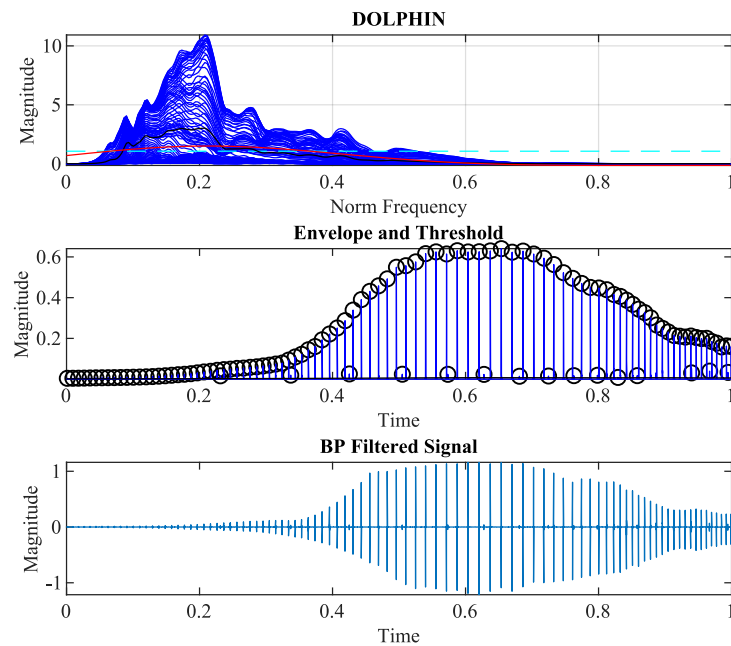 DOLPHIN
10
5
0
Magnitude
0 0.2 0.4 0.6 0.8 1
Norm Frequency
Envelope and Threshold
0.6
0.4
0.2
Magnitude
0 0.2 0.4 0.6 0.8 1
Time
BP Filtered Signal
1
0
-1
Magnitude
0 0.2 0.4 0.6 0.8 1
Time